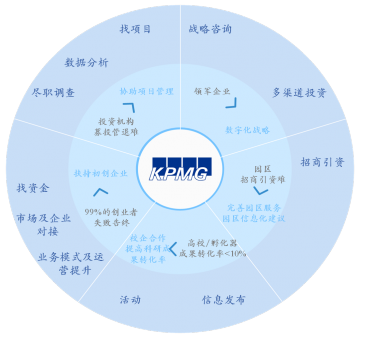 找项目
战略咨询
数据分析
尽职调查
协助项目管理
领军企业
多渠道投资
投资机构
募投管退难
数字化战略
招商引资
KPMG
扶持初创企业
园区
招商引资难
找资金
99%的创业者
失败告终
完善园区服务
园区信息化建议
市场及企业
对接
校企合作
提高科研成
果转化率
高校/孵化器
成果转化率<10%
业务模式及运
营提升
活动
信息发布